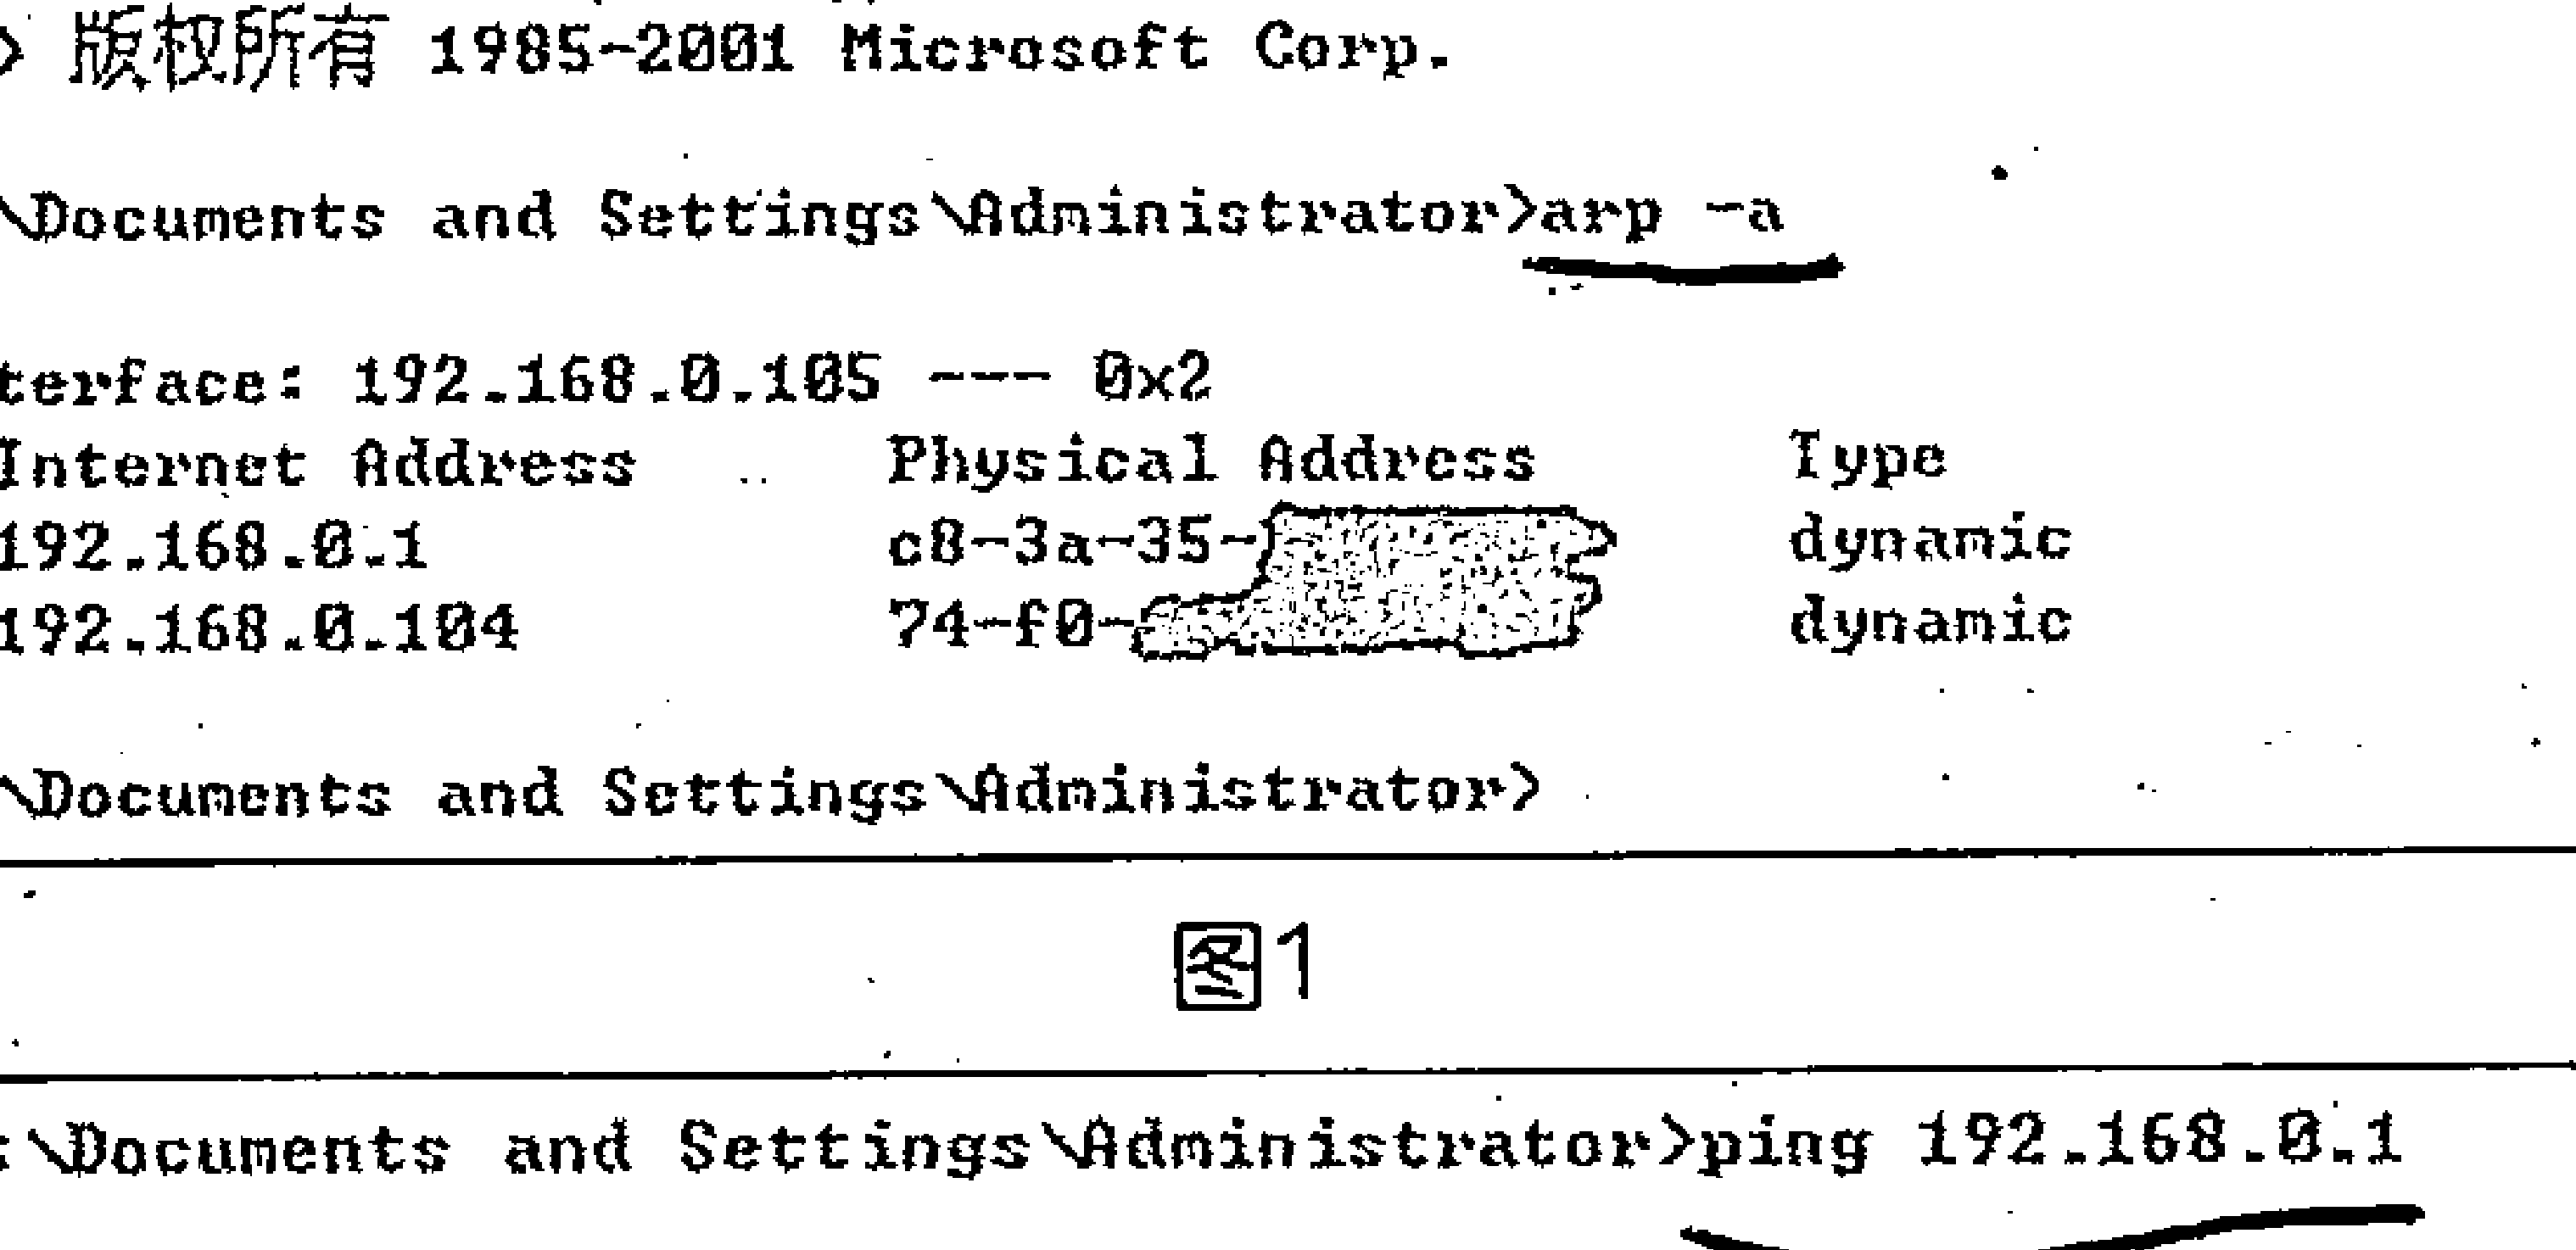 ) 版权所有 1985-2001 Microsoft Corp.
\Documents and Settings\Administrator>arp -a
terface: 192.168.0.105 --- 0x2
Internet Address Physical Address Type
192.168.0.1 c8-3a-35- dynamic
192.168.0.104 74-f0- dynamic
\Documents and Settings\Administrator>
图1
:\Documents and Settings\Administrator>ping 192.168.0.1